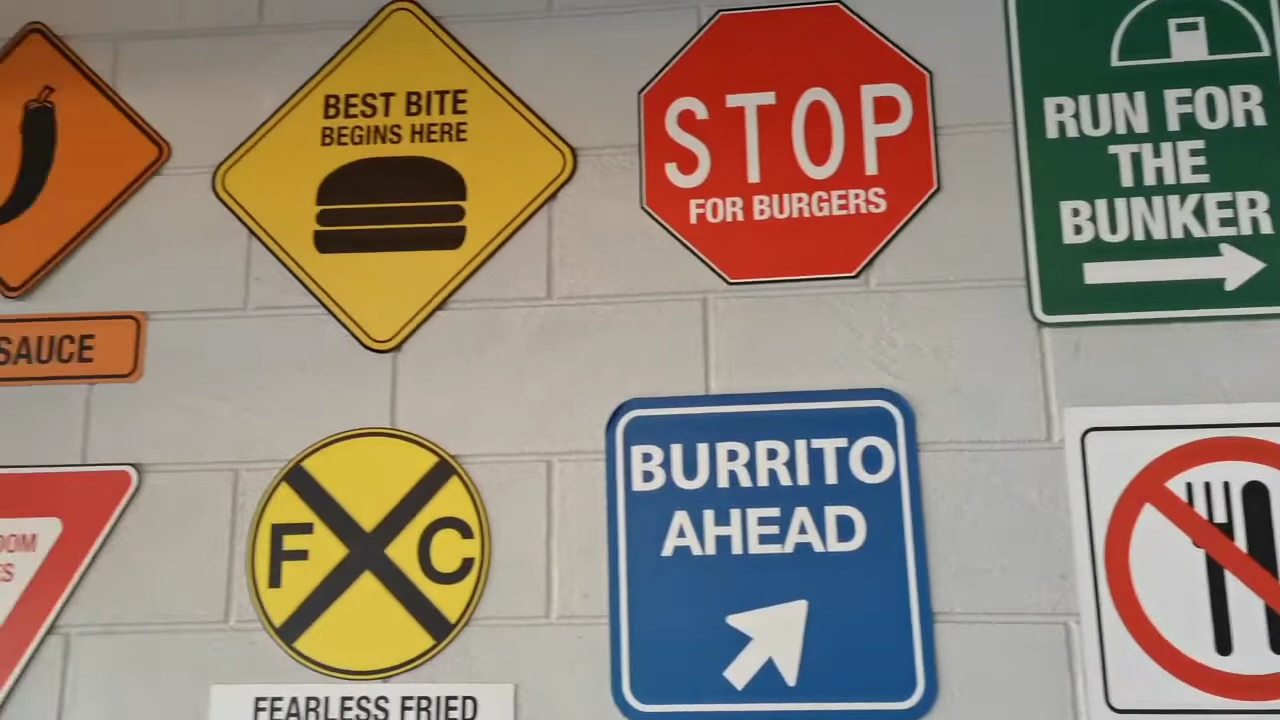 BEST BITE
BEGINS HERE
STOP
FOR BURGERS
RUN FOR
THE
BUNKER
SAUCE
F C
FEARLESS FRIED
BURRITO
AHEAD